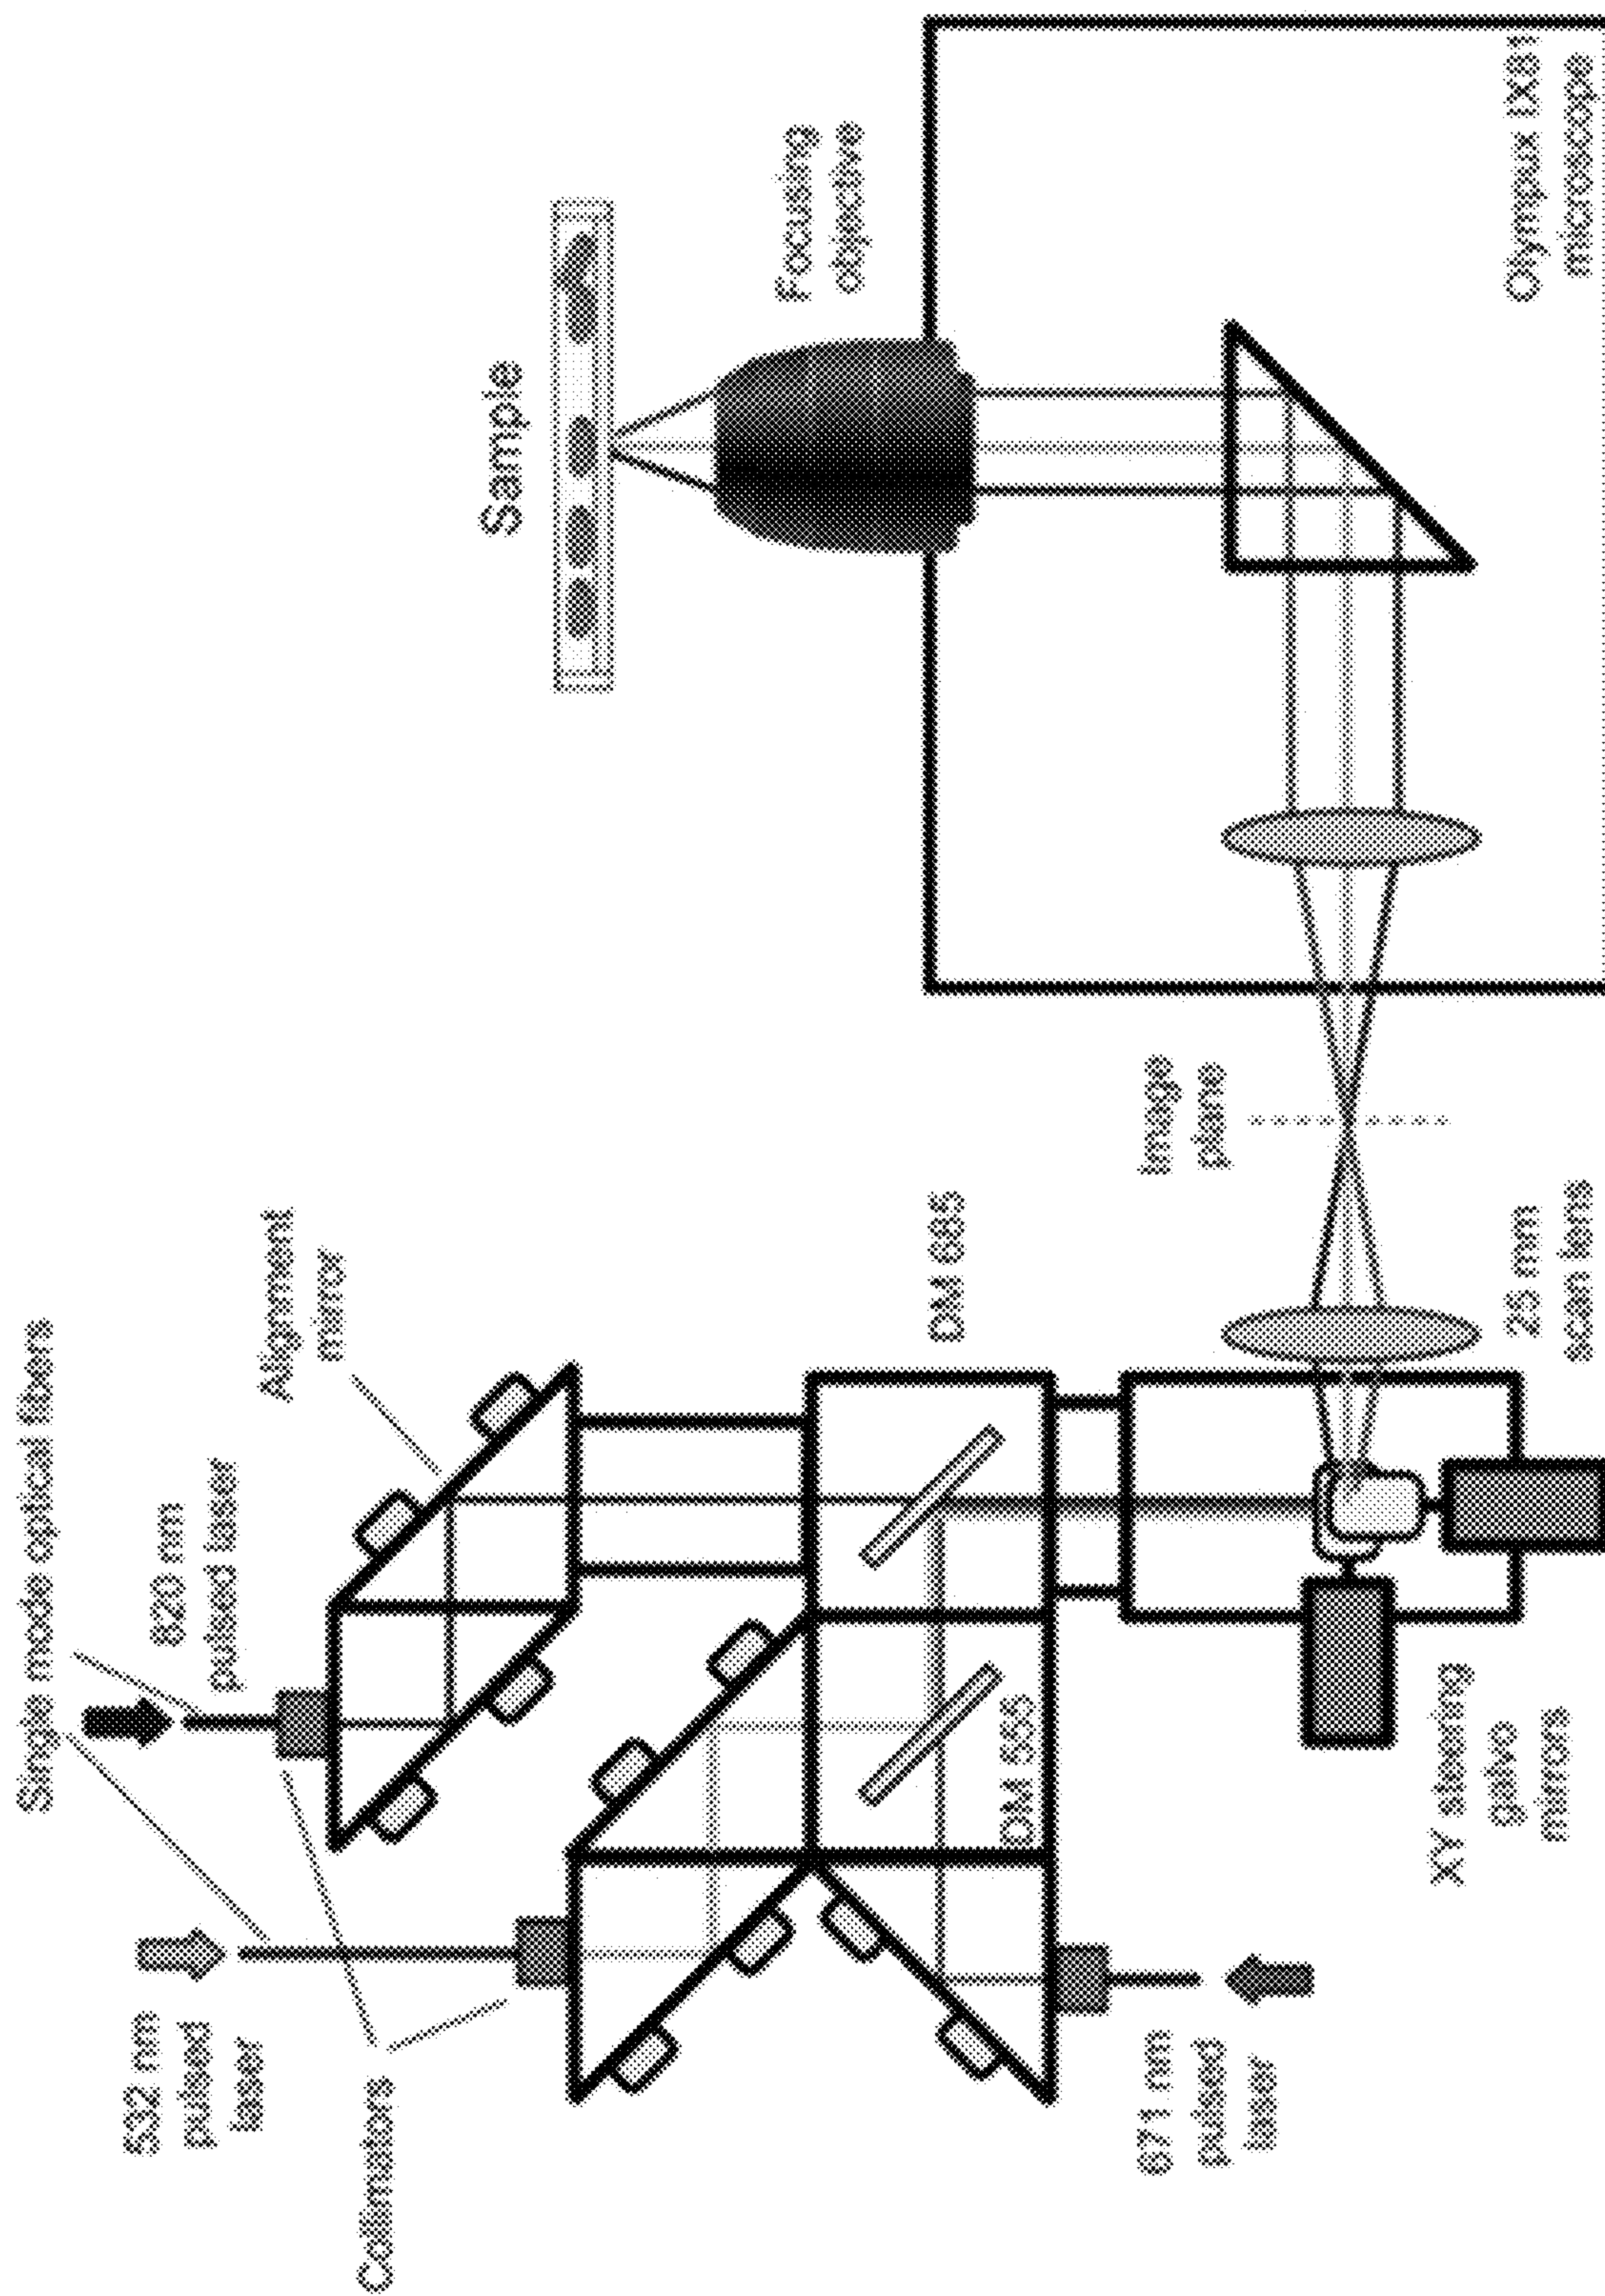 Single mode optical fibers
532 nm
pulsed
laser
820 nm
pulsed laser
Alignment
mirror
Collimators
Sample
Focusing
objective
DM 685
DM 555
Image
plane
671 nm
pulsed
laser
XY steering
galvo
mirrors
25 mm
scan lens
Olympux IX81
microscope